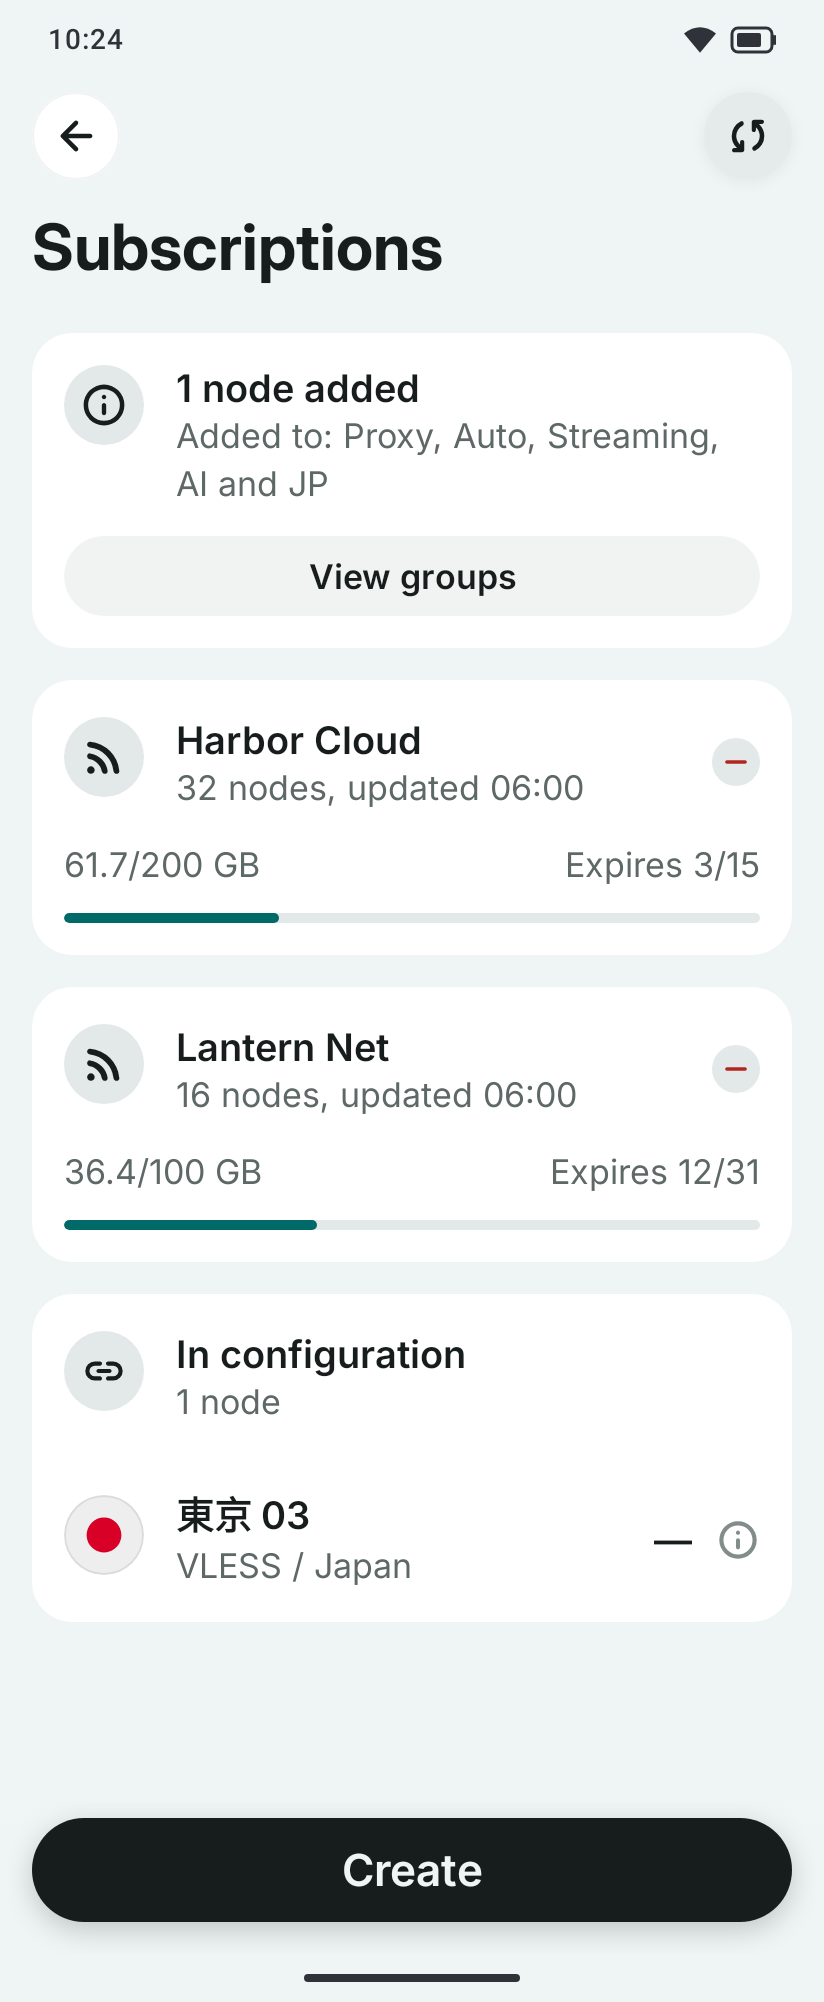 10:24
Subscriptions
1 node added
Added to: Proxy, Auto, Streaming,
AI and JP
View groups
Harbor Cloud
32 nodes, updated 06:00
61.7/200 GB
Expires 3/15
Lantern Net
16 nodes, updated 06:00
36.4/100 GB
Expires 12/31
In configuration
1 node
東京 03
VLESS / Japan
—
Create